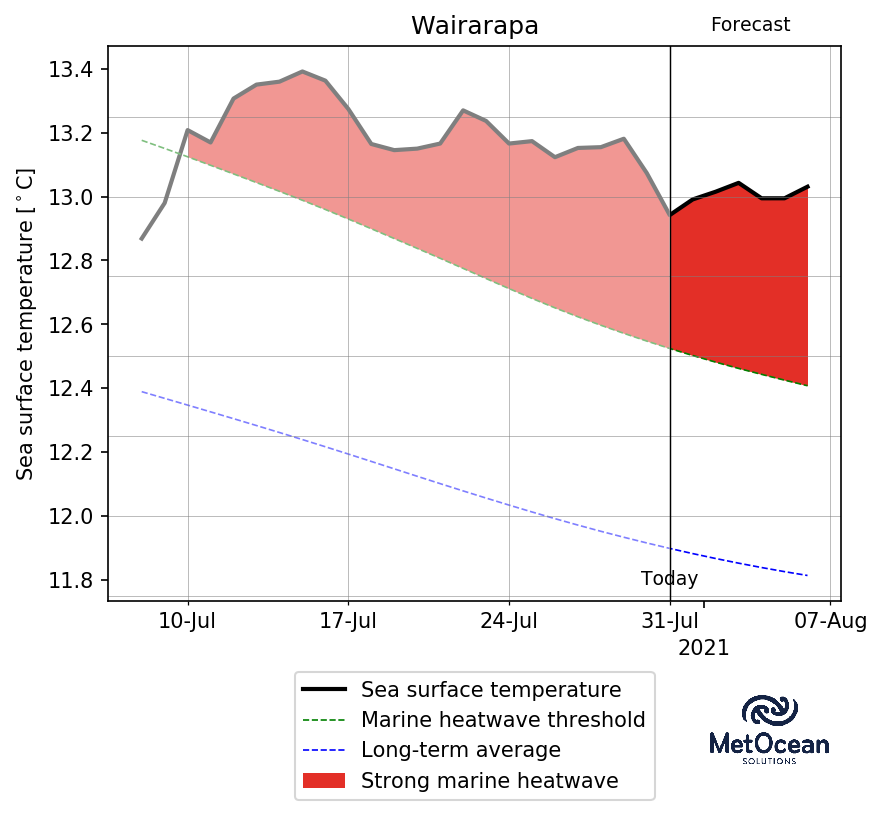 Wairarapa
Forecast
Sea surface temperature [°C]
13.4
13.2
13.0
12.8
12.6
12.4
12.2
12.0
11.8
Today
10-Jul
17-Jul
24-Jul
31-Jul
07-Aug
2021
Sea surface temperature
Marine heatwave threshold
Long-term average
Strong marine heatwave
MetOcean
SOLUTIONS